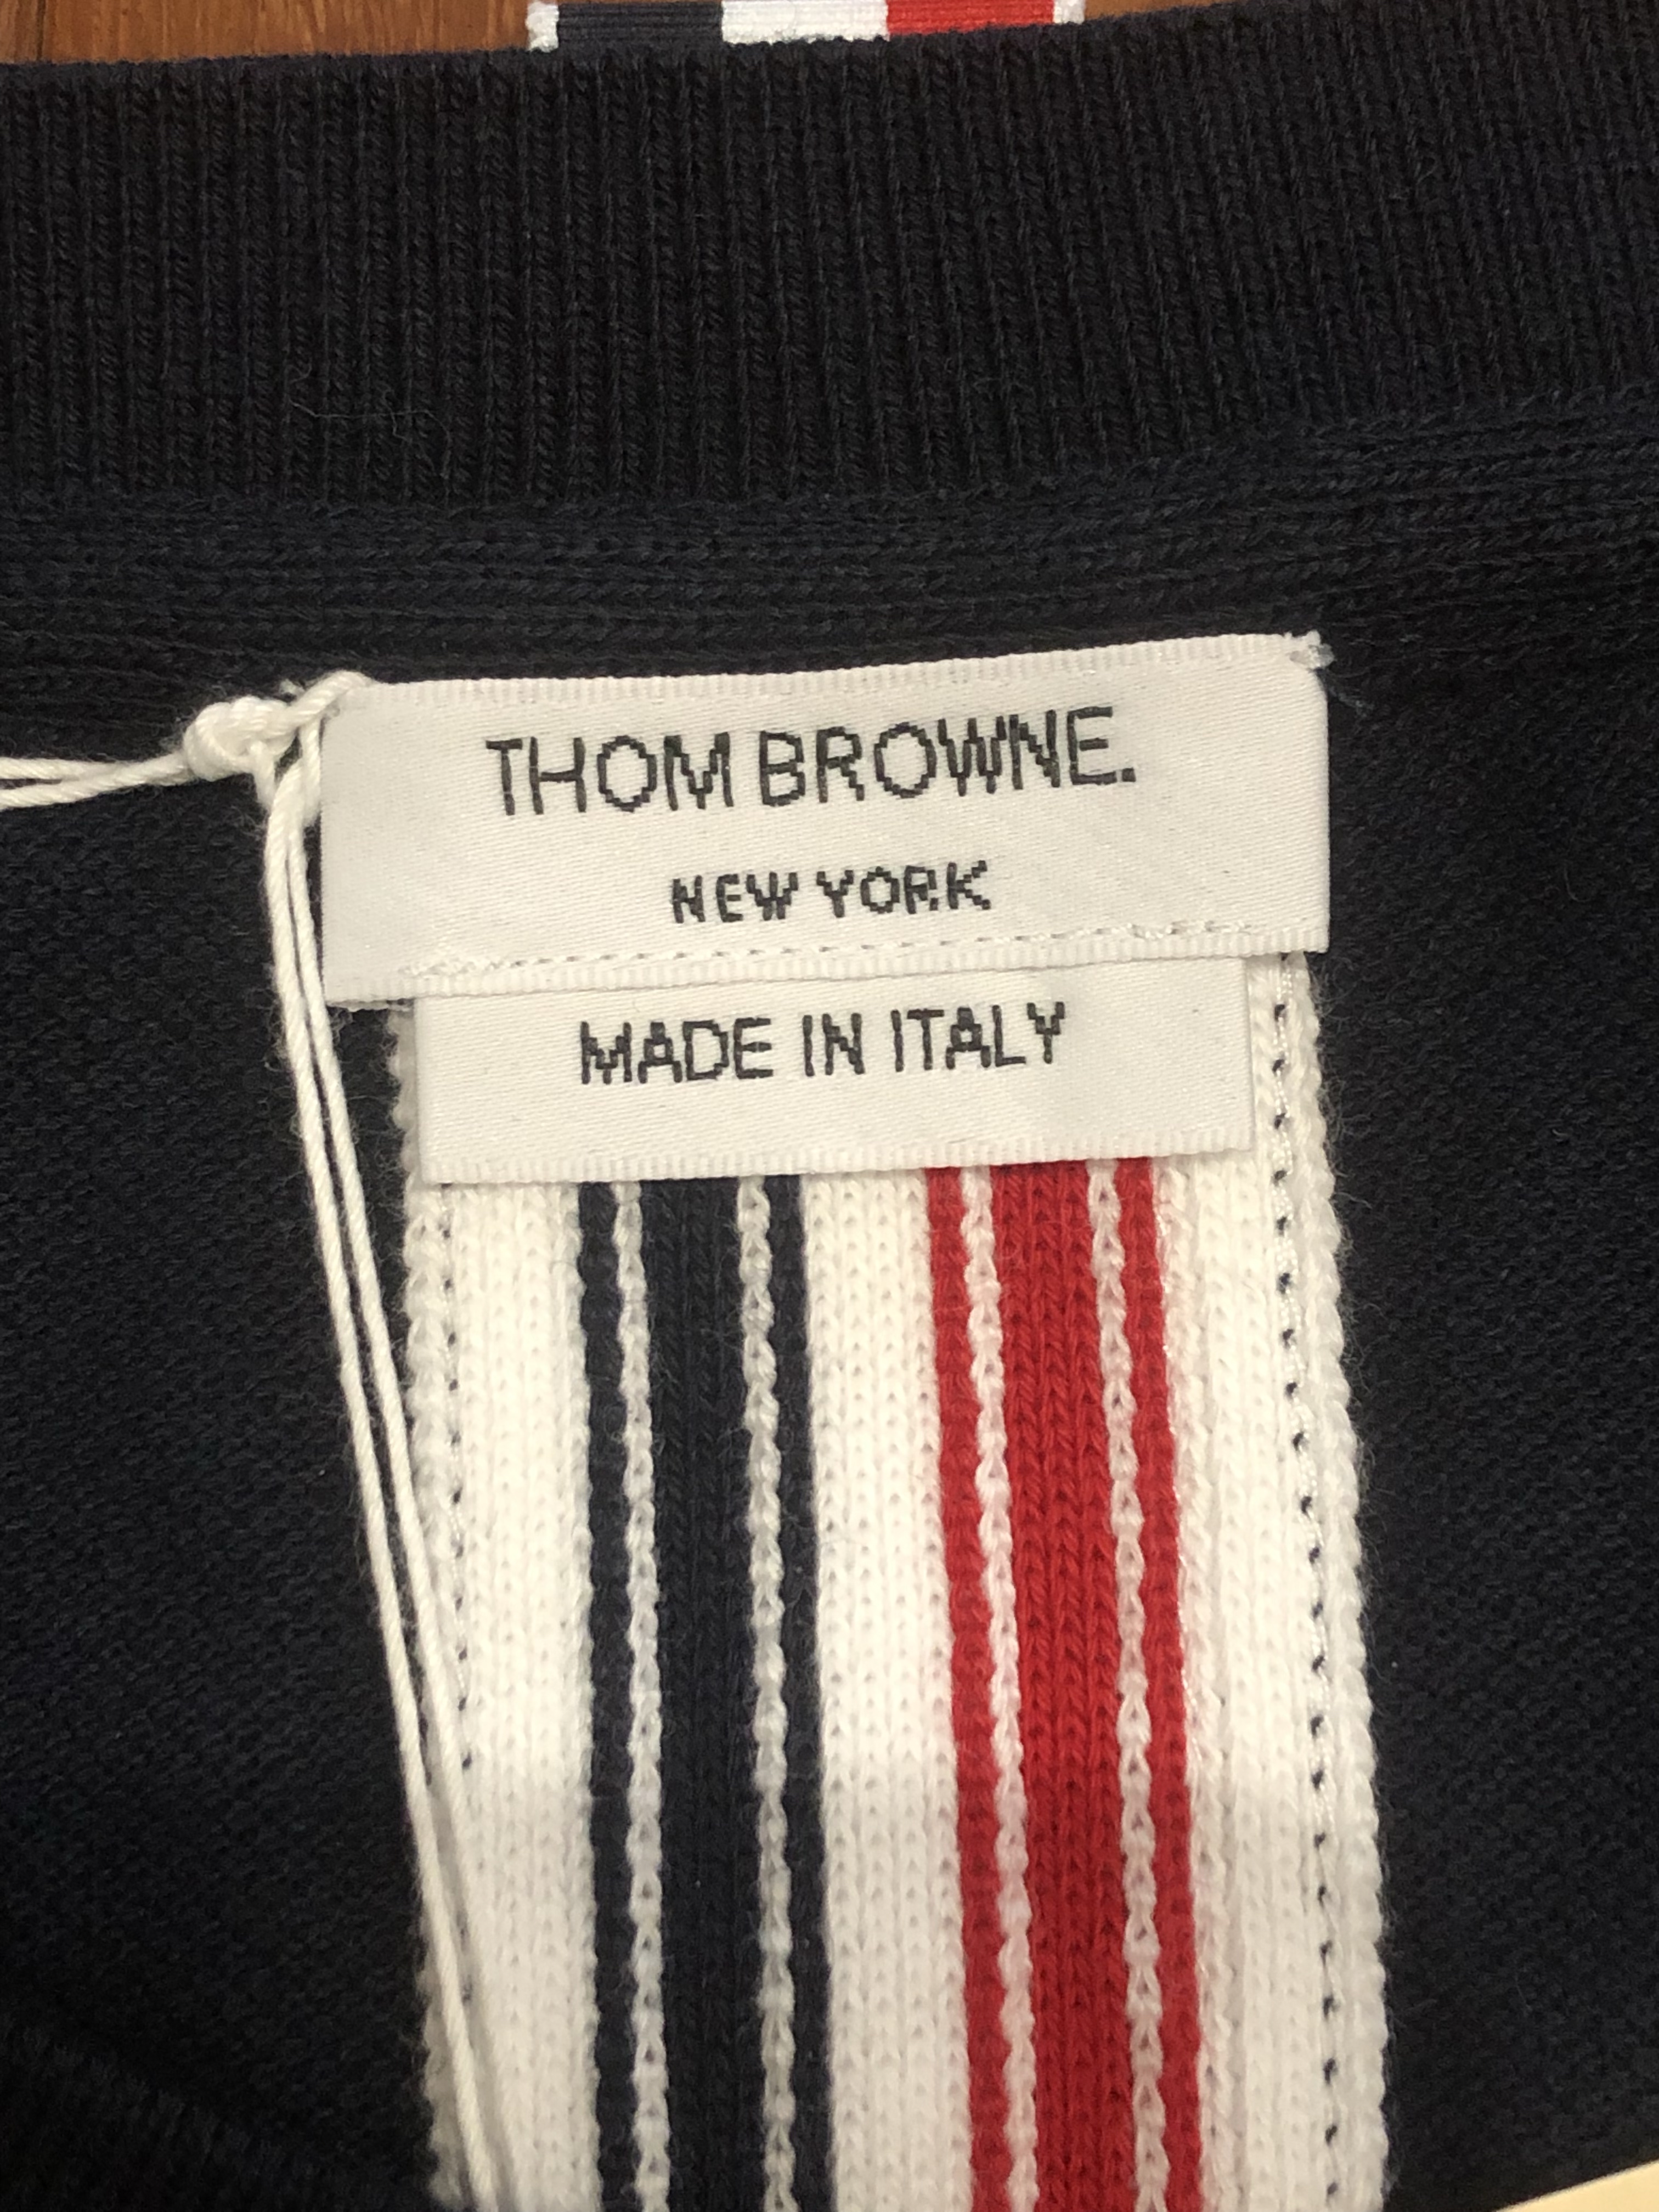 THOM BROWNE.
NEW YORK
MADE IN ITALY